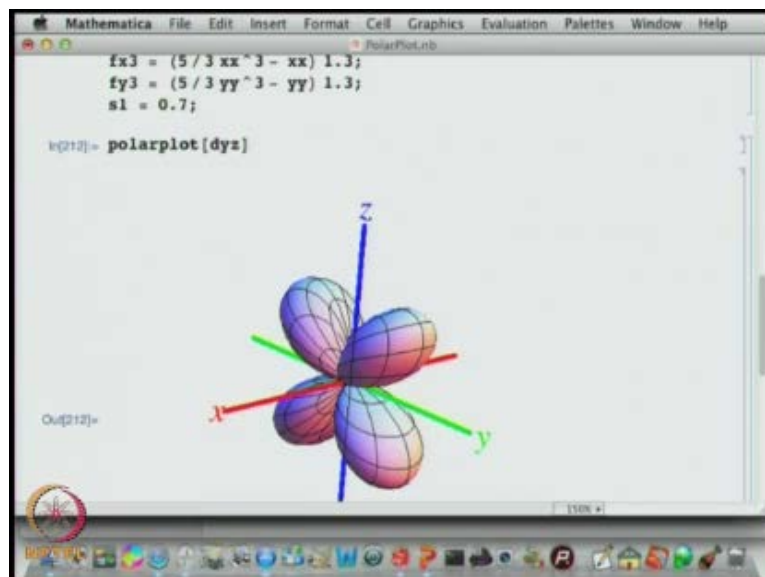 Mathematica File Edit Insert Format Cell Graphics Evaluation Palettes Window Help
PolarPlot.nb
fx3 = (5/3 xx^3 - xx) 1.3;
fy3 = (5/3 yy^3 - yy) 1.3;
s1 = 0.7;
In[212]:= polarplot[dyz]
z
x
y
Out[212]=
150%